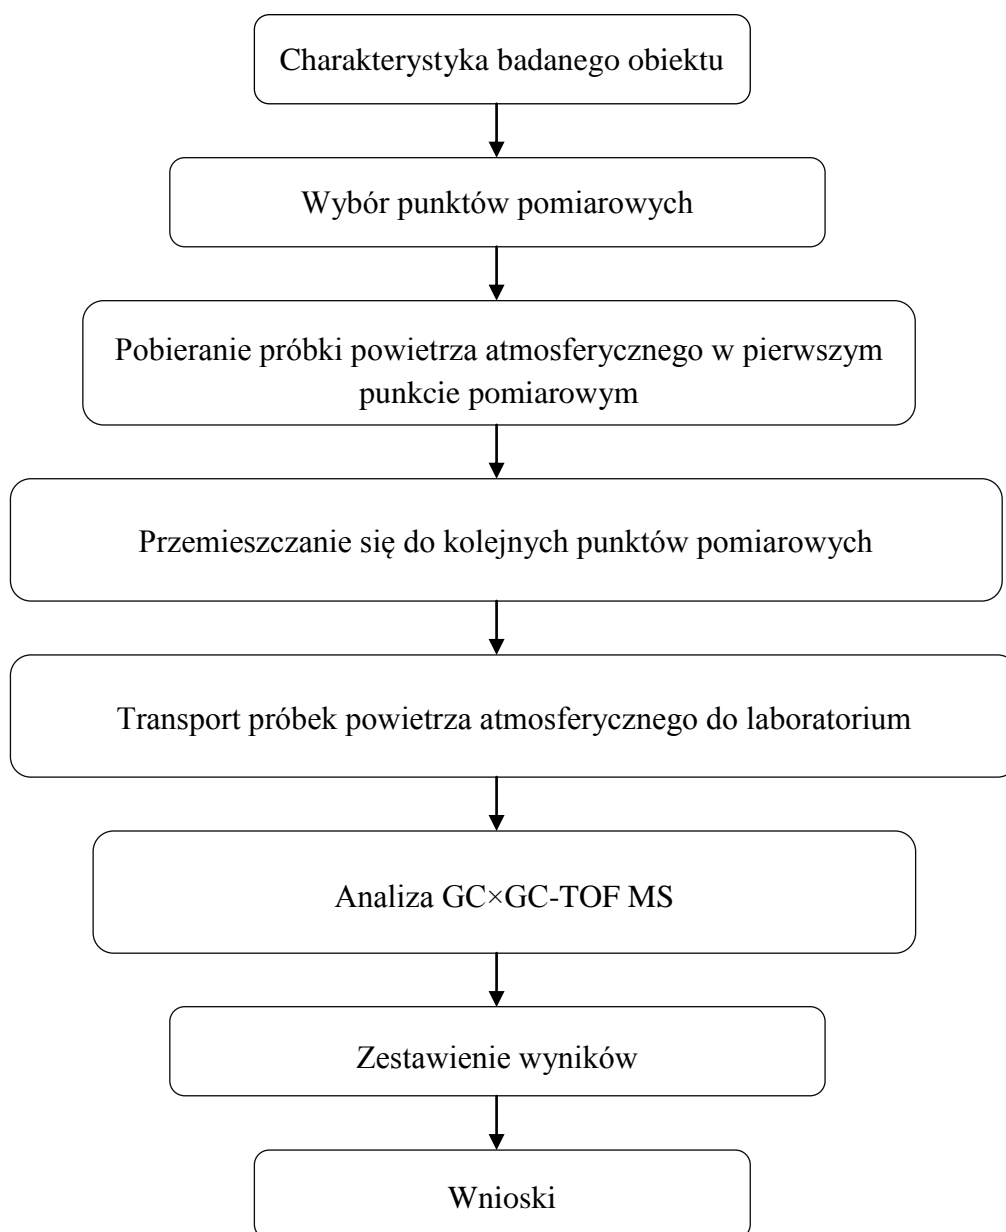 Charakterystyka badanego obiektu
Wybór punktów pomiarowych
Pobieranie próbki powietrza atmosferycznego w pierwszym
punkcie pomiarowym
Przemieszczanie się do kolejnych punktów pomiarowych
Transport próbek powietrza atmosferycznego do laboratorium
Analiza GC×GC-TOF MS
Zestawienie wyników
Wnioski